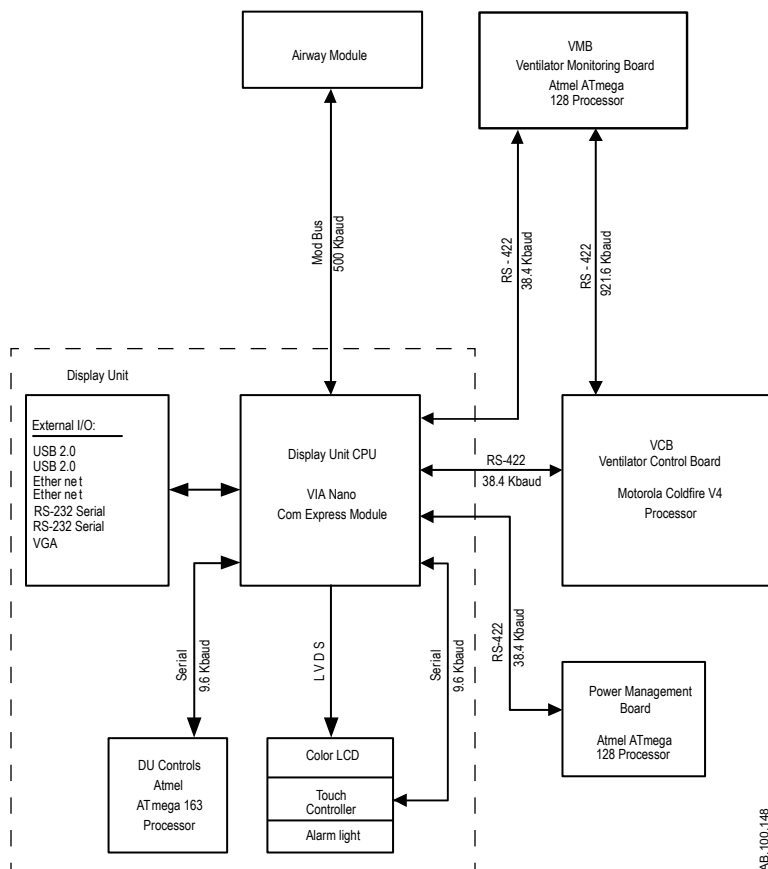 Airway Module
VMB
Ventilator Monitoring Board
Atmel ATmega
128 Processor
Mod Bus
500 Kbaud
RS - 422
38.4 Kbaud
RS - 422
921.6 Kbaud
Display Unit
External I/O:
USB 2.0
USB 2.0
Ethernet
Ethernet
RS-232 Serial
RS-232 Serial
VGA
Display Unit CPU
VIA Nano
Com Express Module
RS-422
38.4 Kbaud
VCB
Ventilator Control Board
Motorola Coldfire V4
Processor
Serial
9.6 Kbaud
L V D S
Serial
9.6 Kbaud
RS-422
38.4 Kbaud
Power Management
Board
Atmel ATmega
128 Processor
DU Controls
Atmel
ATmega 163
Processor
Color LCD
Touch
Controller
Alarm light
AB.100.148